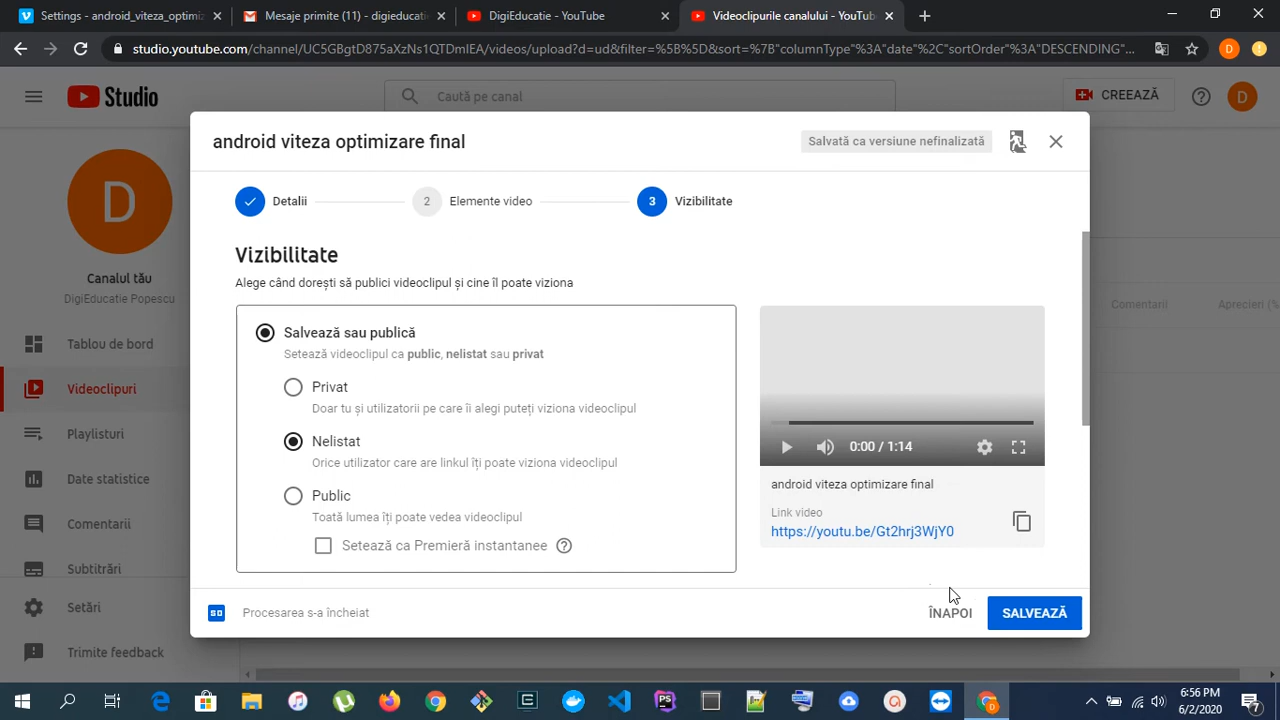 Settings - android_viteza_optimiz
Mesaje primite (11) - digieducati
DigiEducatie - YouTube
Videoclipurile canalului - YouTub
studio.youtube.com/channel/UC5GBgtD875aXzNs1QTDmIEA/videos/upload?d=ud&filter=%5B%5D&sort=%7B"columnType"%3A"date"%2C"sortOrder"%3A"DESCENDING"...
D
Studio
Caută pe canal
CREEAZĂ
D
D
Canalul tău
DigiEducatie Popescu
Tablou de bord
Videoclipuri
Playlisturi
Date statistice
Comentarii
Subtitrări
Setări
Trimite feedback
Comentarii
Aprecieri (%
android viteza optimizare final
Salvată ca versiune nefinalizată
Detalii
2 Elemente video
3 Vizibilitate
Vizibilitate
Alege când dorești să publici videoclipul și cine îl poate viziona
Salvează sau publică
Setează videoclipul ca public, nelistat sau privat
Privat
Doar tu și utilizatorii pe care îi alegi puteți viziona videoclipul
Nelistat
Orice utilizator care are linkul îți poate viziona videoclipul
Public
Toată lumea îți poate vedea videoclipul
Setează ca Premieră instantanee
0:00 / 1:14
android viteza optimizare final
Link video
https://youtu.be/Gt2hrj3WjY0
SD
Procesarea s-a încheiat
ÎNAPOI
SALVEAZĂ
6:56 PM
6/2/2020
7